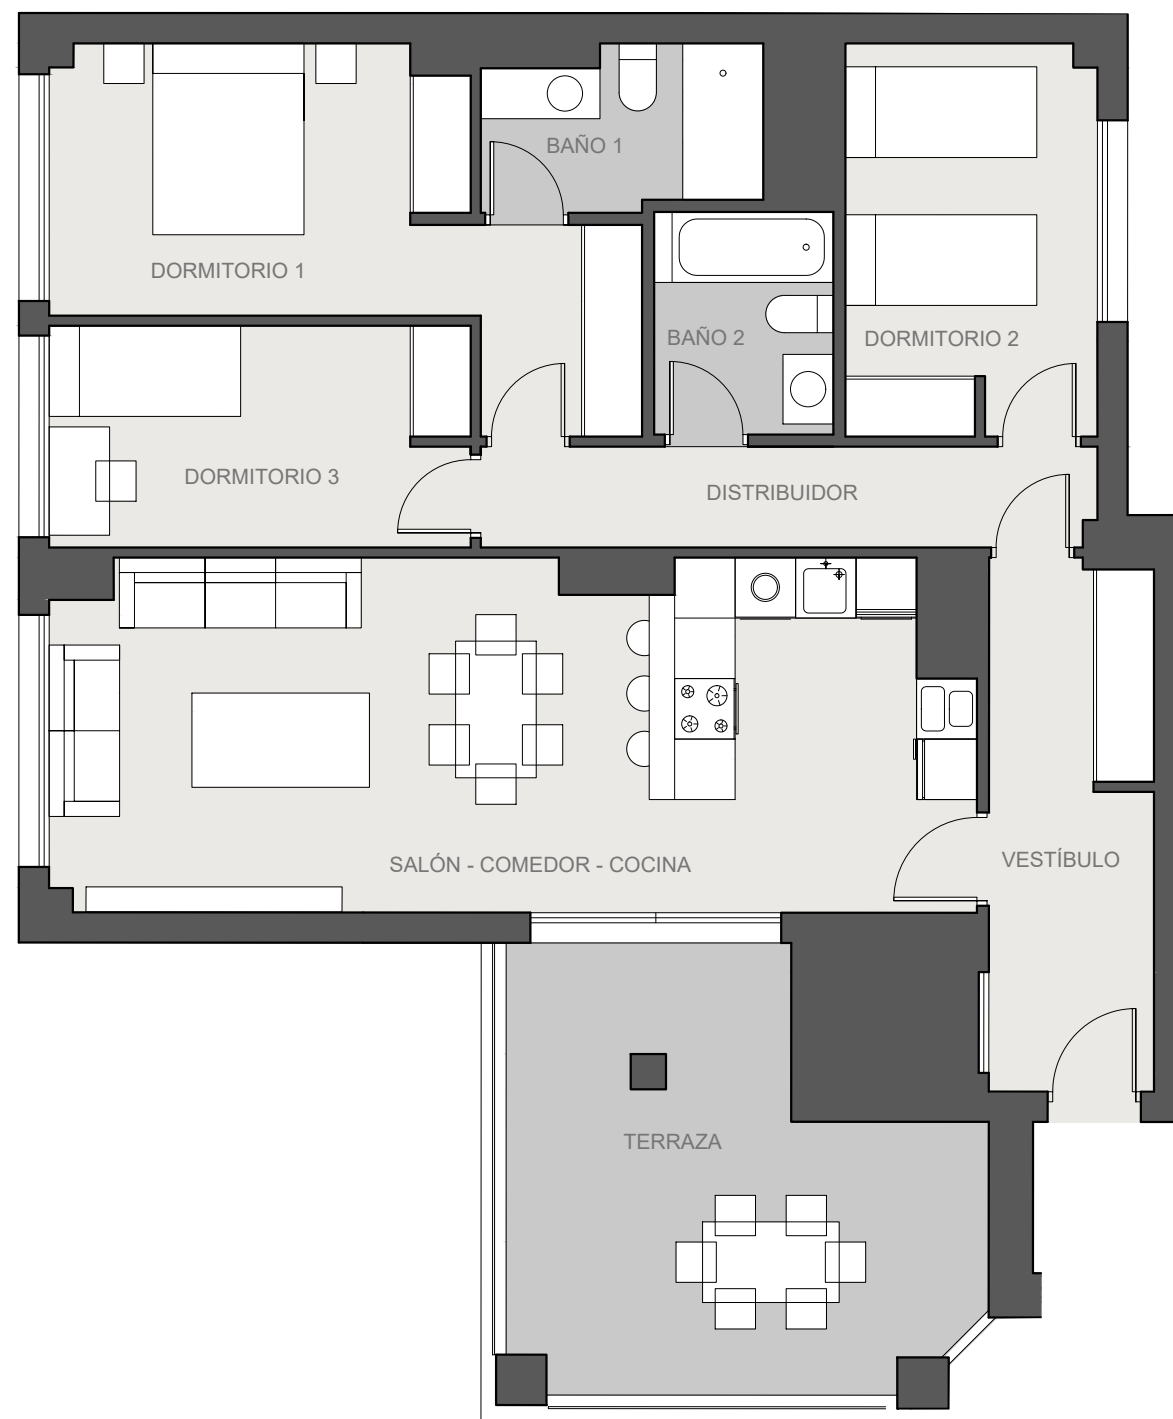 BAÑO 1
DORMITORIO 1
BAÑO 2
DORMITORIO 2
DORMITORIO 3
DISTRIBUIDOR
SALÓN - COMEDOR - COCINA
VESTÍBULO
TERRAZA